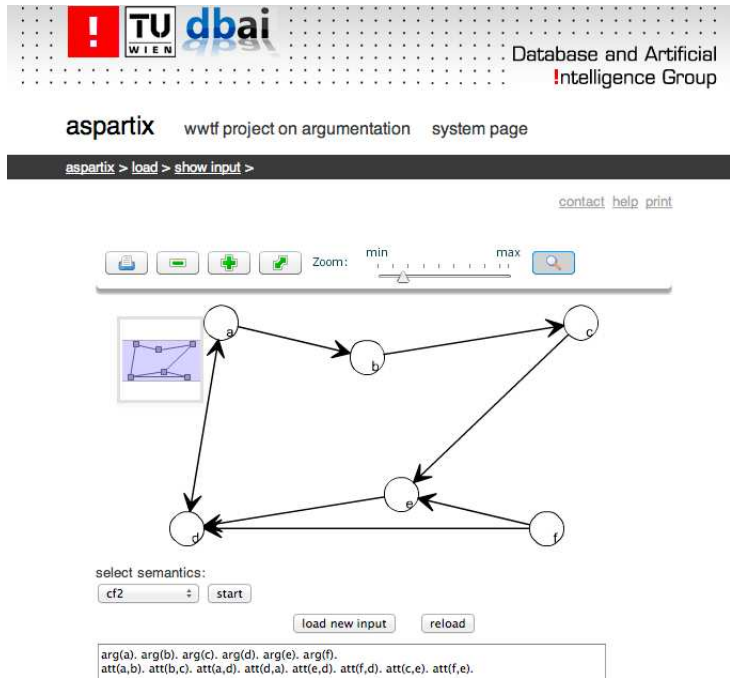 ! TU dbai
WIEN
Database and Artificial
!ntelligence Group
aspartix wwtf project on argumentation system page
aspartix > load > show input >
contact help print
Zoom: min max
a
b
c
e
d
f
select semantics:
cf2 start
load new input reload
arg(a). arg(b). arg(c). arg(d). arg(e). arg(f).
att(a,b). att(b,c). att(a,d). att(d,a). att(e,d). att(f,d). att(c,e). att(f,e).